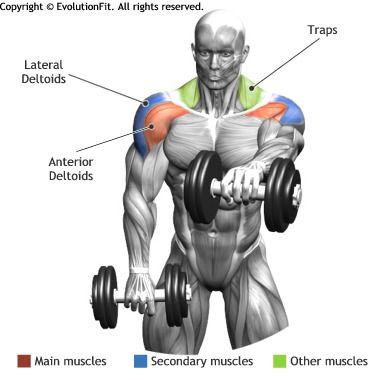 Copyright © EvolutionFit. All rights reserved.
Traps
Lateral
Deltoids
Anterior
Deltoids
Main muscles
Secondary muscles
Other muscles